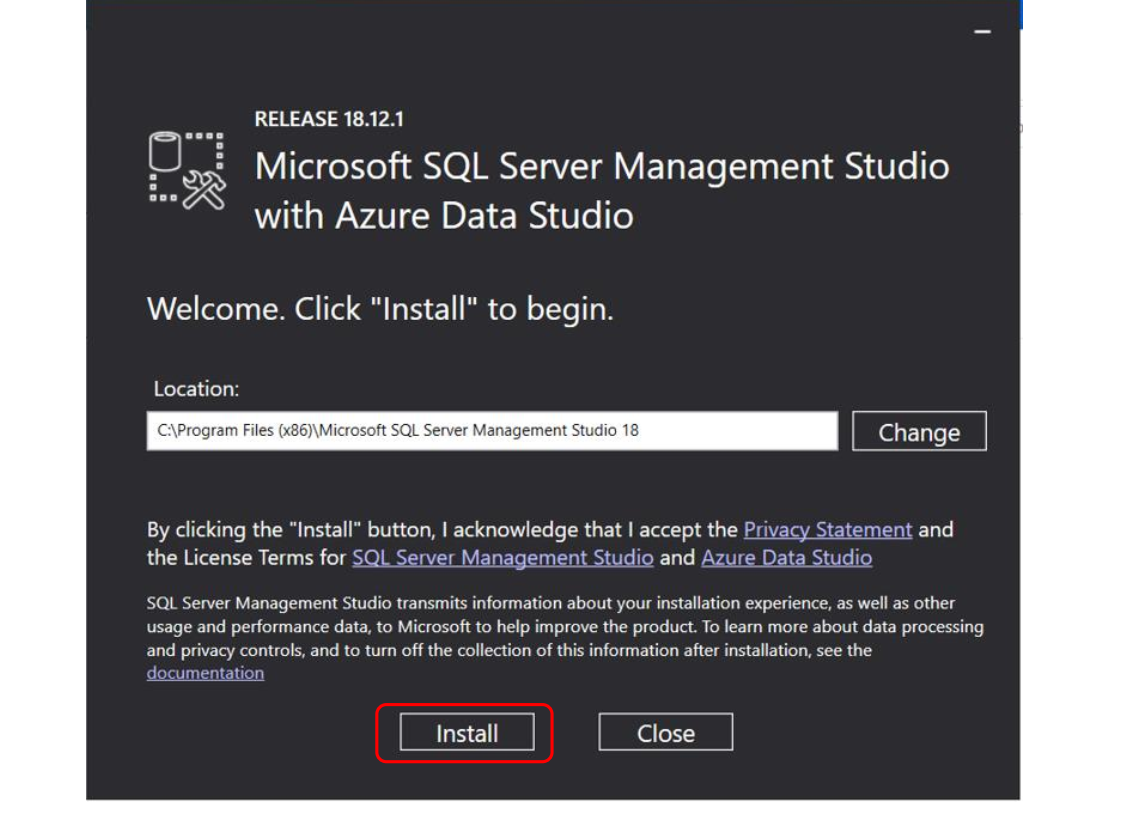 RELEASE 18.12.1
Microsoft SQL Server Management Studio
with Azure Data Studio
Welcome. Click "Install" to begin.
Location:
C:\Program Files (x86)\Microsoft SQL Server Management Studio 18
Change
By clicking the "Install" button, I acknowledge that I accept the Privacy Statement and
the License Terms for SQL Server Management Studio and Azure Data Studio
SQL Server Management Studio transmits information about your installation experience, as well as other
usage and performance data, to Microsoft to help improve the product. To learn more about data processing
and privacy controls, and to turn off the collection of this information after installation, see the
documentation
Install
Close